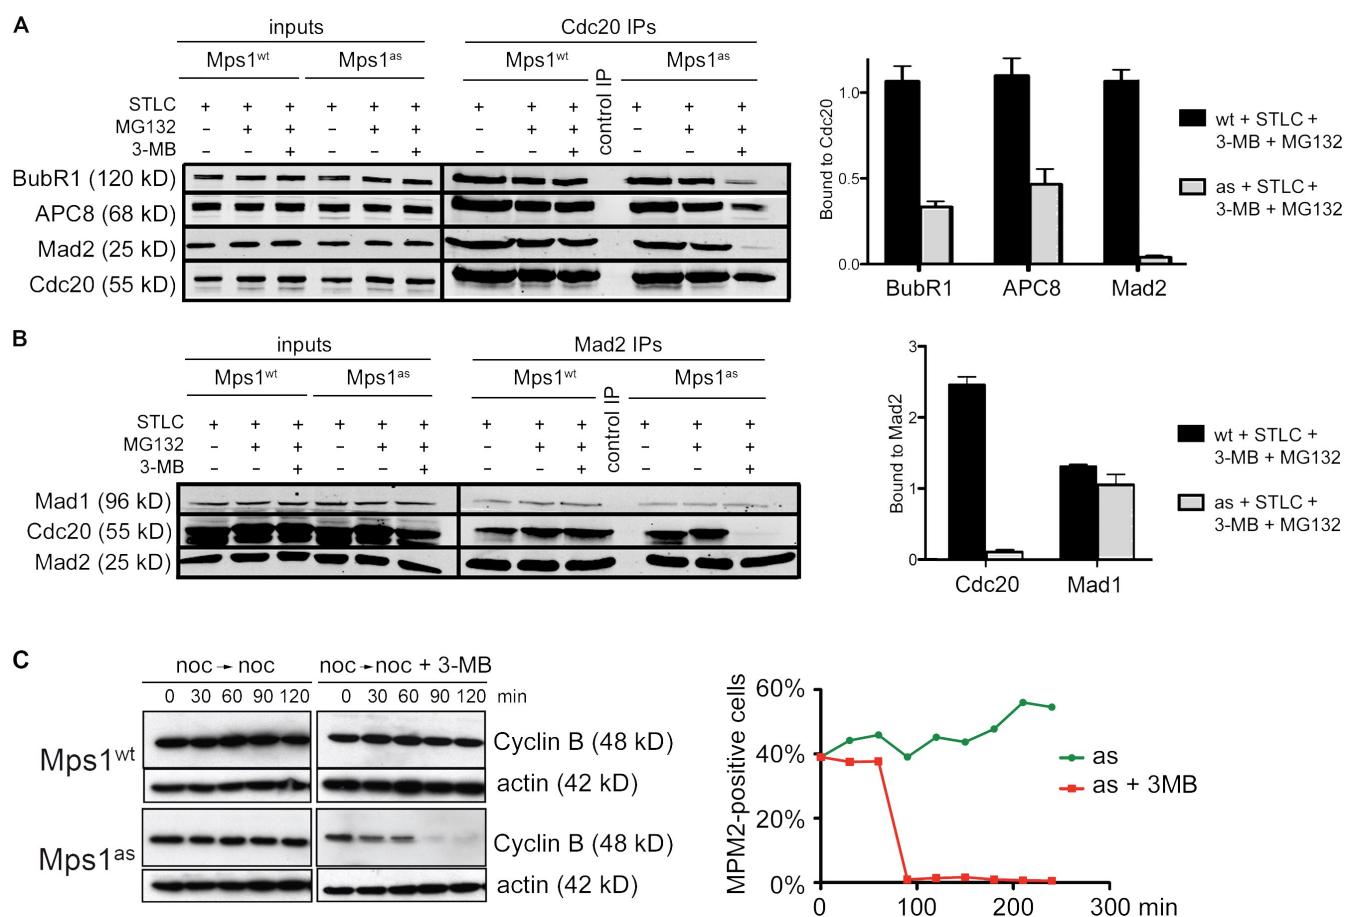 A
inputs
Cdc20 IPs
Mps1wt
Mps1as
Mps1wt
control IP
Mps1as
STLC + + + + + + + + + + + +
MG132 – + + – + + – + + – + +
3-MB – – + – – + – – + – – +
BubR1 (120 kD)
APC8 (68 kD)
Mad2 (25 kD)
Cdc20 (55 kD)
Bound to Cdc20
1.0
0.5
0.0
BubR1 APC8 Mad2
wt + STLC +
3-MB + MG132
as + STLC +
3-MB + MG132
B
inputs
Mad2 IPs
Mps1wt
Mps1as
Mps1wt
control IP
Mps1as
STLC + + + + + + + + + + + +
MG132 – + + – + + – + + – + +
3-MB – – + – – + – – + – – +
Mad1 (96 kD)
Cdc20 (55 kD)
Mad2 (25 kD)
Bound to Mad2
3
2
1
0
Cdc20 Mad1
wt + STLC +
3-MB + MG132
as + STLC +
3-MB + MG132
C
noc → noc
noc → noc + 3-MB
0 30 60 90 120
0 30 60 90 120 min
Mps1wt
Cyclin B (48 kD)
actin (42 kD)
Mps1as
Cyclin B (48 kD)
actin (42 kD)
MPM2-positive cells
60%
40%
20%
0%
0 100 200 300 min
as
as + 3MB